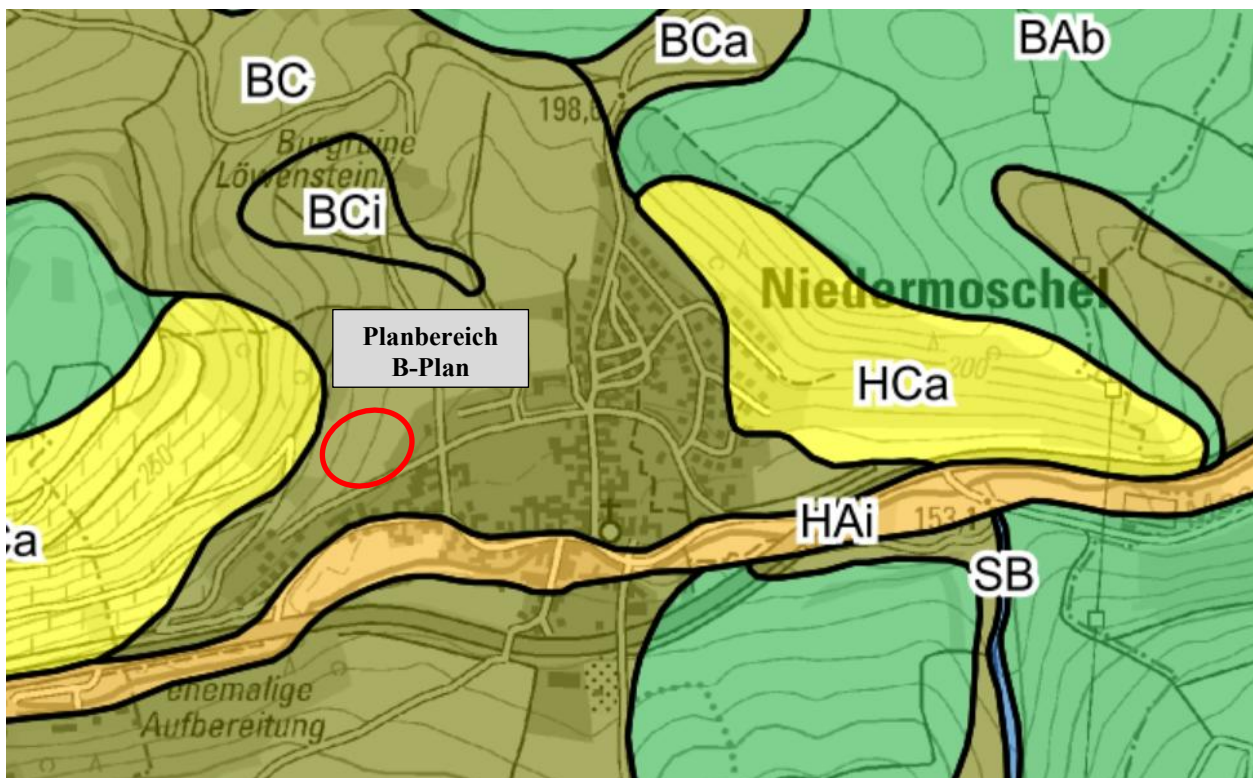 BCa
BAb
BC
198,6
Burgruine
Löwenstein
BCi
Niedermoschel
Planbereich
B-Plan
HCa
200
250
Ca
HAi
153,1
SB
ehemalige
Aufbereitung